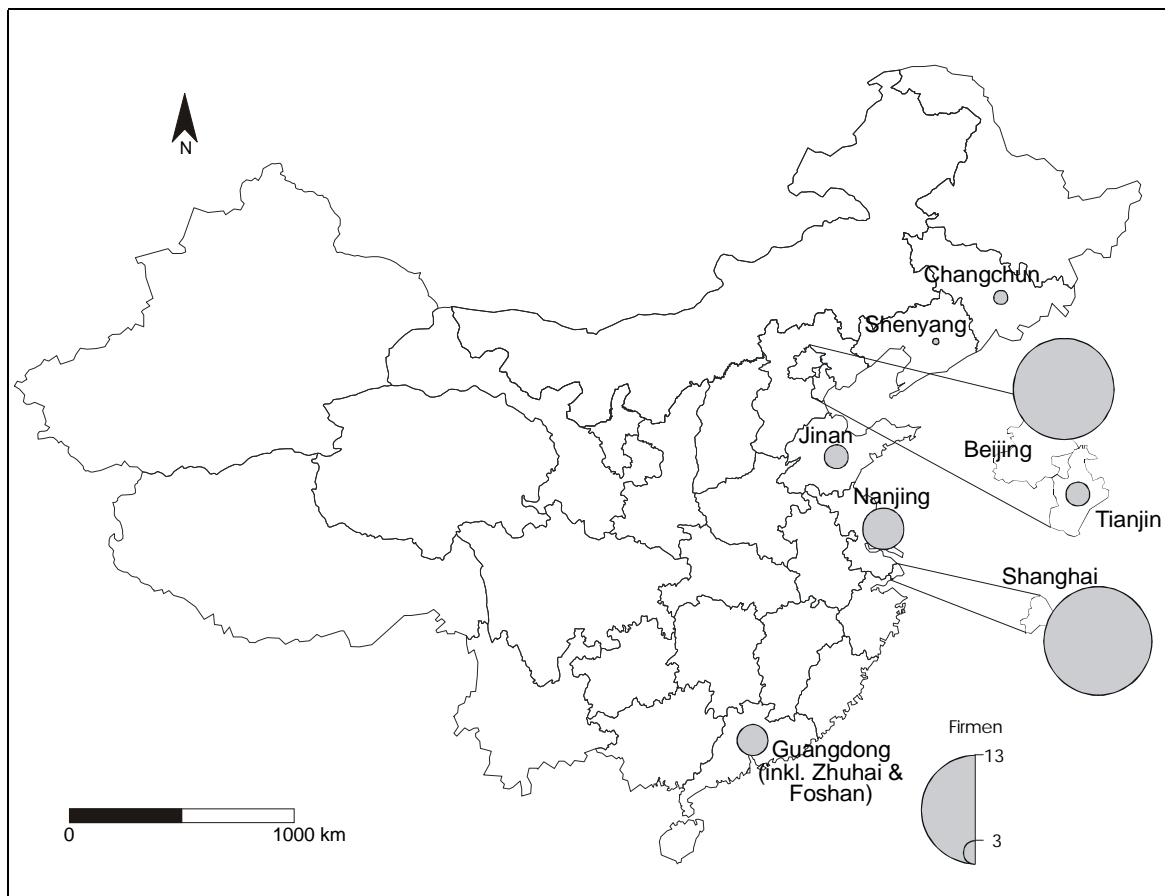 N
Changchun
Shenyang
Jinan
Beijing
Nanjing
Tianjin
Shanghai
Guangdong
(inkl. Zhuhai &
Foshan)
Firmen
13
3
0
1000 km